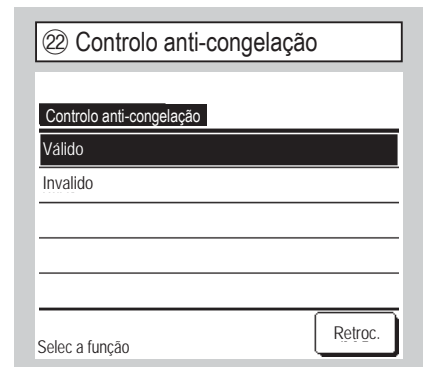 ㉒ Controlo anti-congelação
Controlo anti-congelação
Válido
Invalido
Selec a função
Retroc.